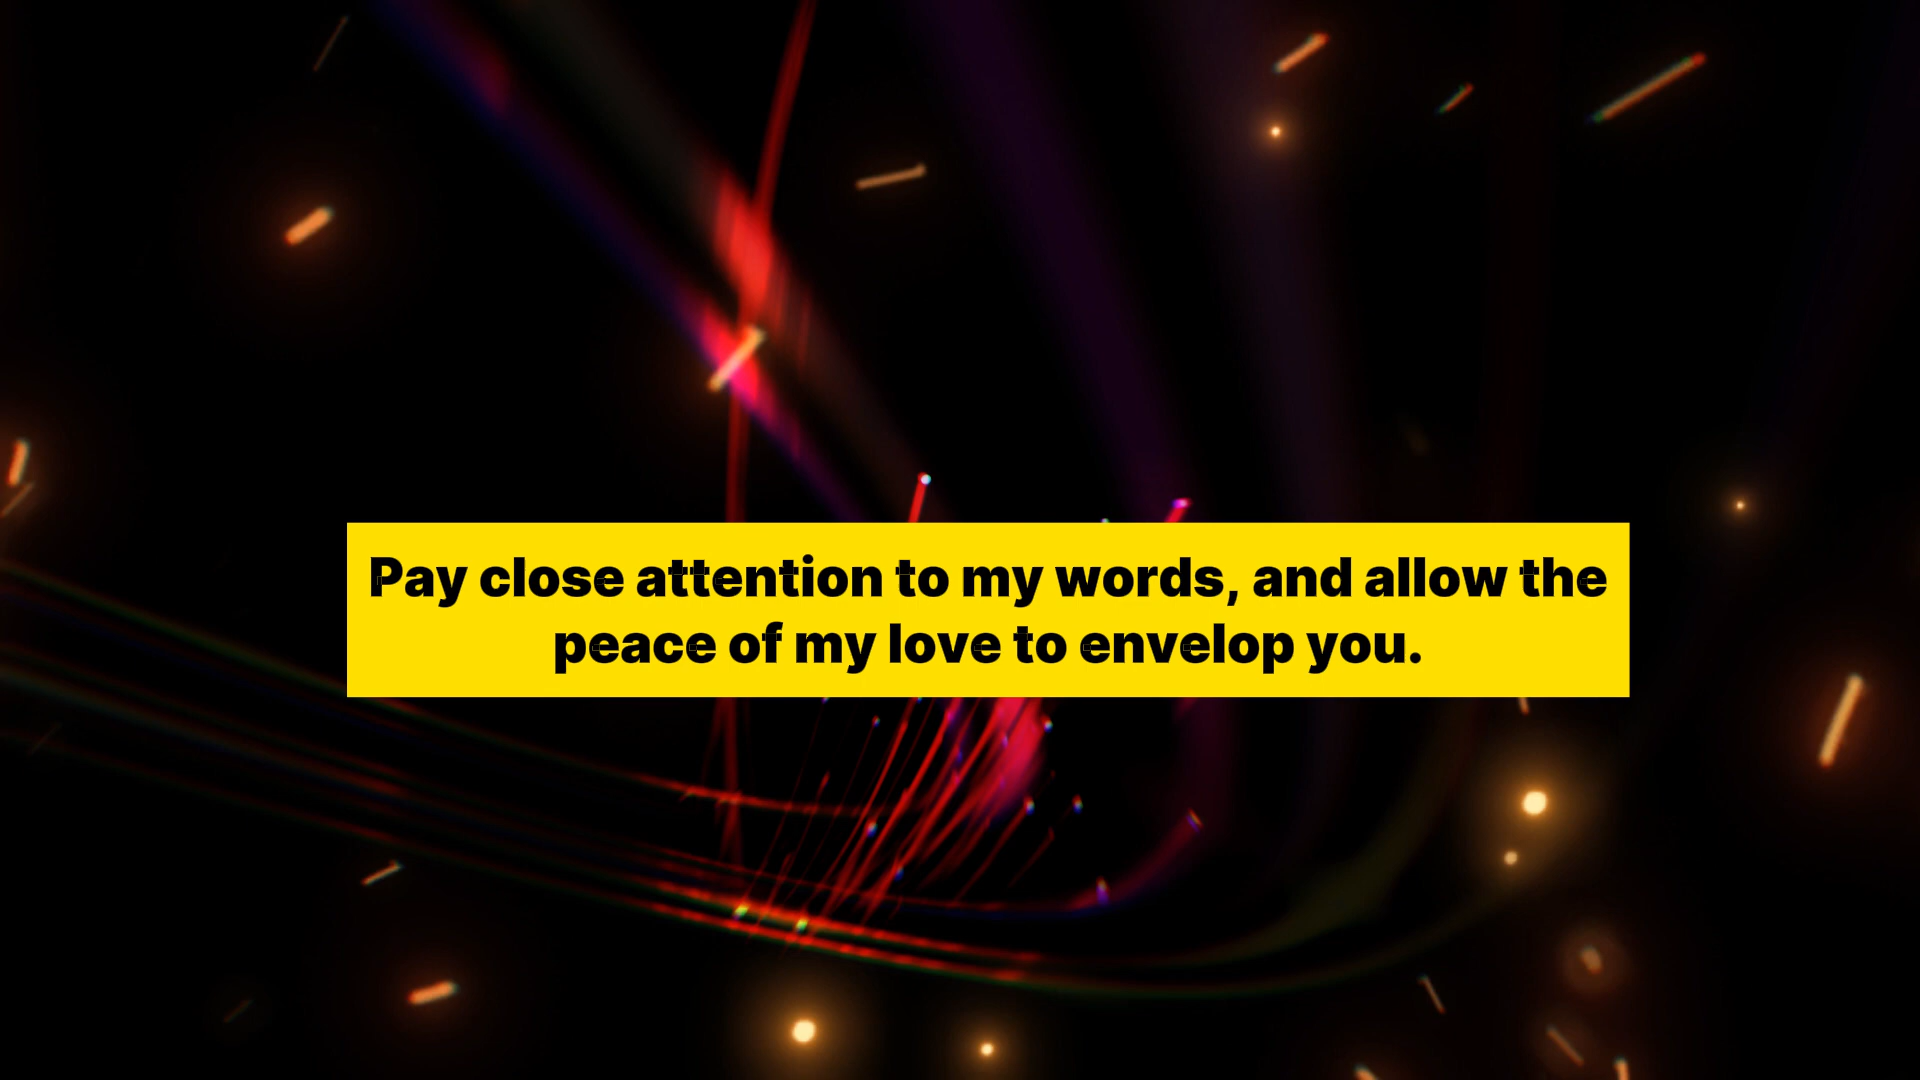 Pay close attention to my words, and allow the
peace of my love to envelop you.